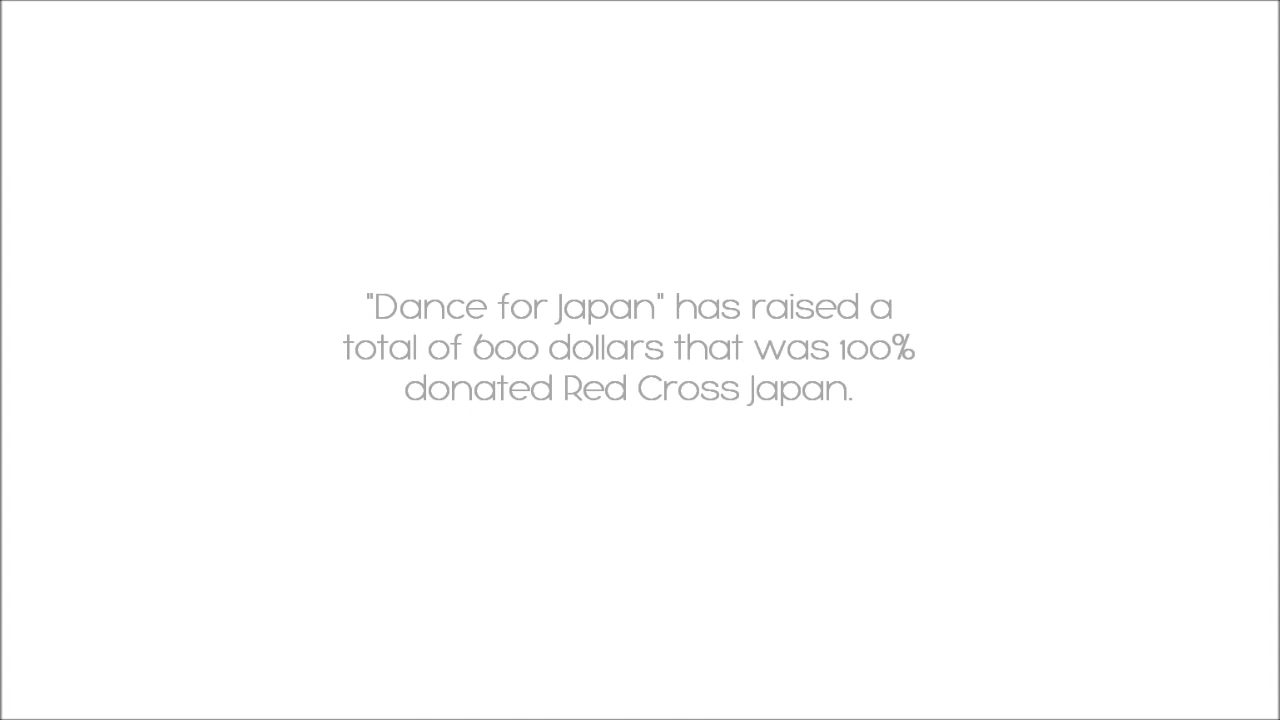 "Dance for Japan" has raised a
total of 600 dollars that was 100%
donated Red Cross Japan.